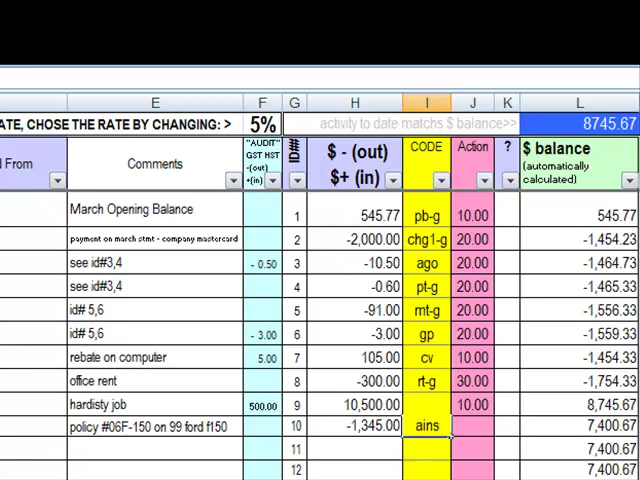 E F G H I J K L
ATE, CHOSE THE RATE BY CHANGING: > 5% activity to date matchs $ balance>> 8745.67
d From Comments "AUDIT" GST HST -(out) +(in) ID# $ - (out) $+ (in) CODE Action ? $ balance (automatically calculated)
March Opening Balance 1 545.77 pb-g 10.00 545.77
payment on march stmt - company mastercard 2 -2,000.00 chg1-g 20.00 -1,454.23
see id#3,4 - 0.50 3 -10.50 ago 20.00 -1,464.73
see id#3,4 4 -0.60 pt-g 20.00 -1,465.33
id# 5,6 5 -91.00 mt-g 20.00 -1,556.33
id# 5,6 - 3.00 6 -3.00 gp 20.00 -1,559.33
rebate on computer 5.00 7 105.00 cv 10.00 -1,454.33
office rent 8 -300.00 rt-g 30.00 -1,754.33
hardisty job 500.00 9 10,500.00 10.00 8,745.67
policy #06F-150 on 99 ford f150 10 -1,345.00 ains 7,400.67
11 7,400.67
12 7,400.67